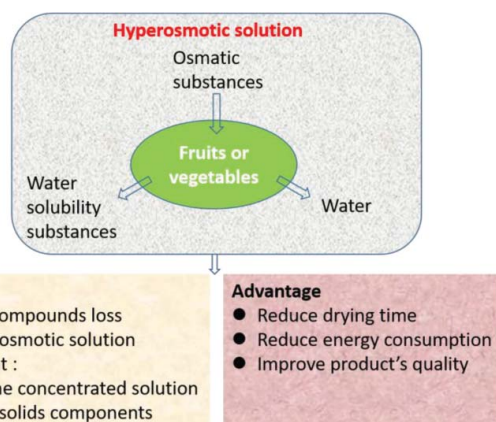 Hyperosmotic solution
Osmatic
substances
Fruits or
vegetables
Water
solubility
substances
Water
ompounds loss
osmotic solution
t :
ne concentrated solution
solids components
Advantage
● Reduce drying time
● Reduce energy consumption
● Improve product's quality